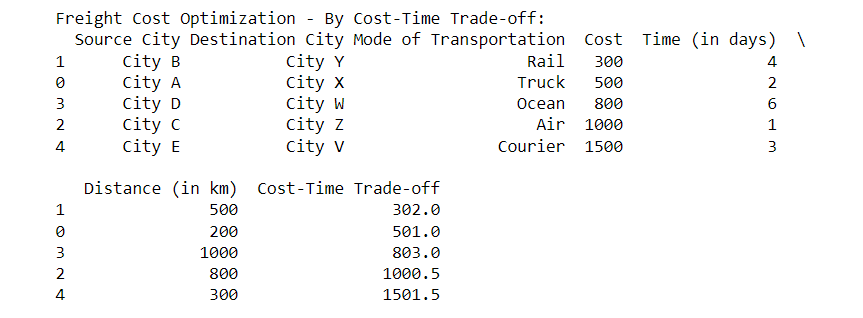 Freight Cost Optimization - By Cost-Time Trade-off:
Source City Destination City Mode of Transportation Cost Time (in days) \
1 City B City Y Rail 300 4
0 City A City X Truck 500 2
3 City D City W Ocean 800 6
2 City C City Z Air 1000 1
4 City E City V Courier 1500 3
Distance (in km) Cost-Time Trade-off
1 500 302.0
0 200 501.0
3 1000 803.0
2 800 1000.5
4 300 1501.5